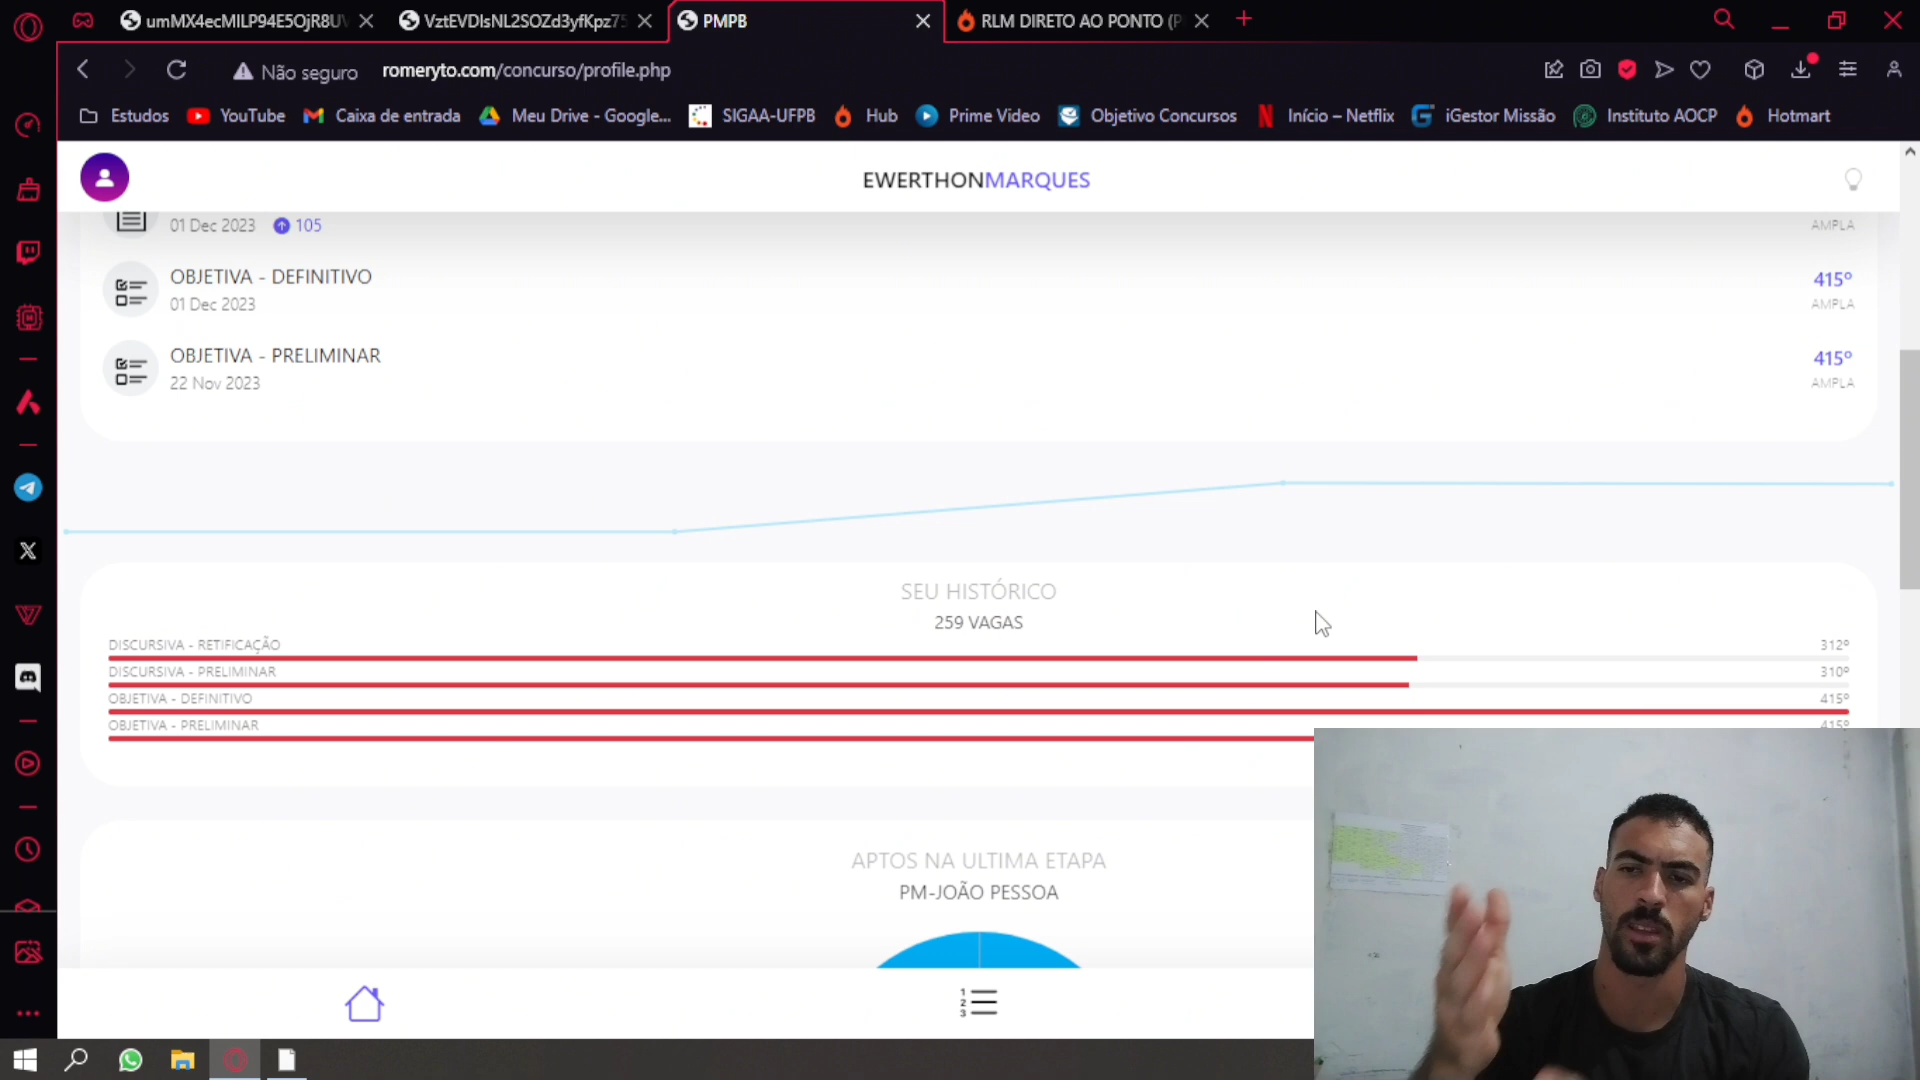 umMX4ecMILP94E5OjR8U
VztEVDIsNL2SOZd3yfKpz75
PMPB
RLM DIRETO AO PONTO (P
Não seguro
romeryto.com/concurso/profile.php
Estudos
YouTube
Caixa de entrada
Meu Drive - Google...
SIGAA-UFPB
Hub
Prime Video
Objetivo Concursos
Início – Netflix
iGestor Missão
Instituto AOCP
Hotmart
EWERTHONMARQUES
01 Dec 2023 105
AMPLA
OBJETIVA - DEFINITIVO
415º
01 Dec 2023
AMPLA
OBJETIVA - PRELIMINAR
415º
22 Nov 2023
AMPLA
SEU HISTÓRICO
259 VAGAS
DISCURSIVA - RETIFICAÇÃO 312º
DISCURSIVA - PRELIMINAR 310º
OBJETIVA - DEFINITIVO 415º
OBJETIVA - PRELIMINAR 415º
APTOS NA ULTIMA ETAPA
PM-JOÃO PESSOA